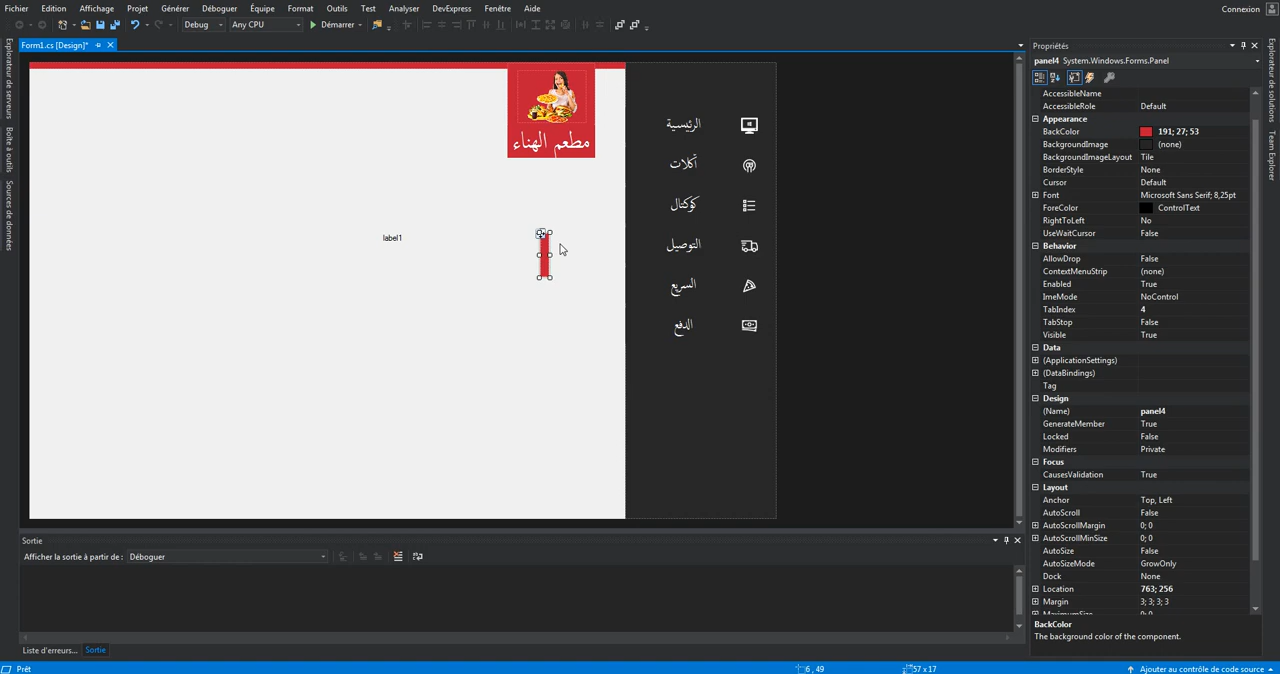 Fichier Edition Affichage Projet Générer Déboguer Équipe Format Outils Test Analyser DevExpress Fenêtre Aide Connexion
Debug Any CPU Démarrer
Form1.cs [Design]*
Explorateur de serveurs
Boîte à outils
Sources de données
مطعم الهناء
label1
الرئيسية
أكلات
كوكتال
التوصيل
السريع
الدفع
Propriétés
panel4 System.Windows.Forms.Panel
AccessibleName
AccessibleRole Default
Appearance
BackColor 191; 27; 53
BackgroundImage (none)
BackgroundImageLayout Tile
BorderStyle None
Cursor Default
Font Microsoft Sans Serif; 8,25pt
ForeColor ControlText
RightToLeft No
UseWaitCursor False
Behavior
AllowDrop False
ContextMenuStrip (none)
Enabled True
ImeMode NoControl
TabIndex 4
TabStop False
Visible True
Data
(ApplicationSettings)
(DataBindings)
Tag
Design
(Name) panel4
GenerateMember True
Locked False
Modifiers Private
Focus
CausesValidation True
Layout
Anchor Top, Left
AutoScroll False
AutoScrollMargin 0; 0
AutoScrollMinSize 0; 0
AutoSize False
AutoSizeMode GrowOnly
Dock None
Location 763; 256
Margin 3; 3; 3; 3
MaximumSize 0; 0
BackColor
The background color of the component.
Explorateur de solutions
Team Explorer
Sortie
Afficher la sortie à partir de : Déboguer
Liste d'erreurs... Sortie
Prêt 6 , 49 57 x 17 Ajouter au contrôle de code source